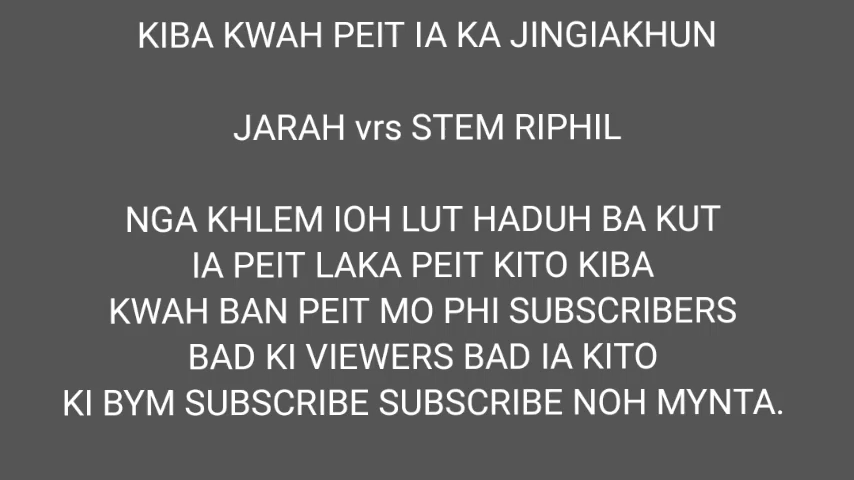 KIBA KWAH PEIT IA KA JINGIAKHUN
JARAH vrs STEM RIPHIL
NGA KHLEM IOH LUT HADUH BA KUT
IA PEIT LAKA PEIT KITO KIBA
KWAH BAN PEIT MO PHI SUBSCRIBERS
BAD KI VIEWERS BAD IA KITO
KI BYM SUBSCRIBE SUBSCRIBE NOH MYNTA.